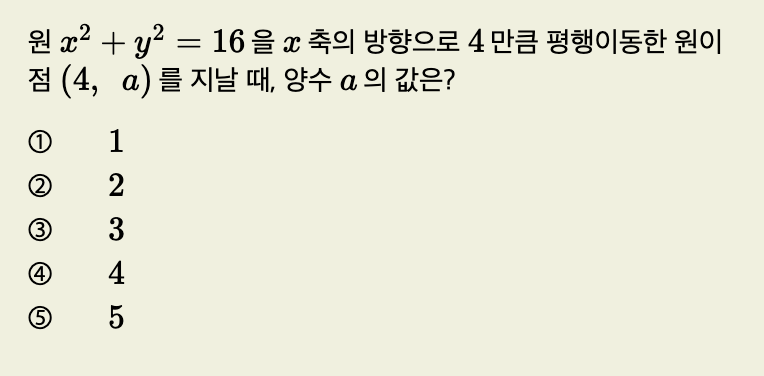 원 $x^2 + y^2 = 16$ 을 $x$ 축의 방향으로 $4$ 만큼 평행이동한 원이
점 $(4, \ a)$ 를 지날 때, 양수 $a$ 의 값은?
① 1
② 2
③ 3
④ 4
⑤ 5